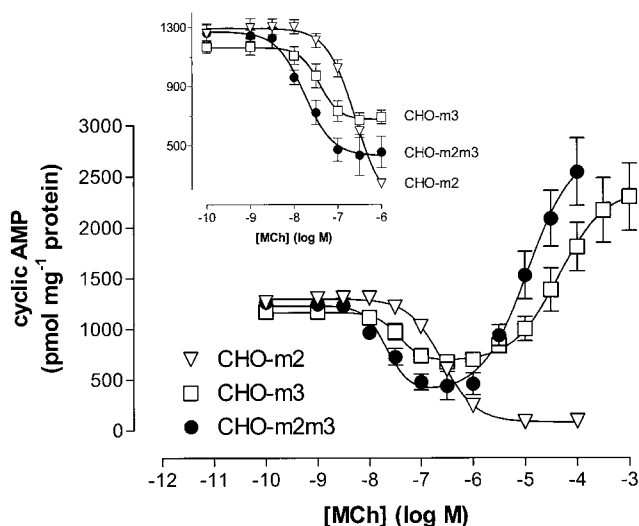 1300
900
500
CHO-m3
CHO-m2m3
CHO-m2
-10 -9 -8 -7 -6
[MCh] (log M)
cyclic AMP
(pmol mg⁻¹ protein)
3000
2500
2000
1500
1000
500
0
CHO-m2
CHO-m3
CHO-m2m3
-12 -11 -10 -9 -8 -7 -6 -5 -4 -3
[MCh] (log M)